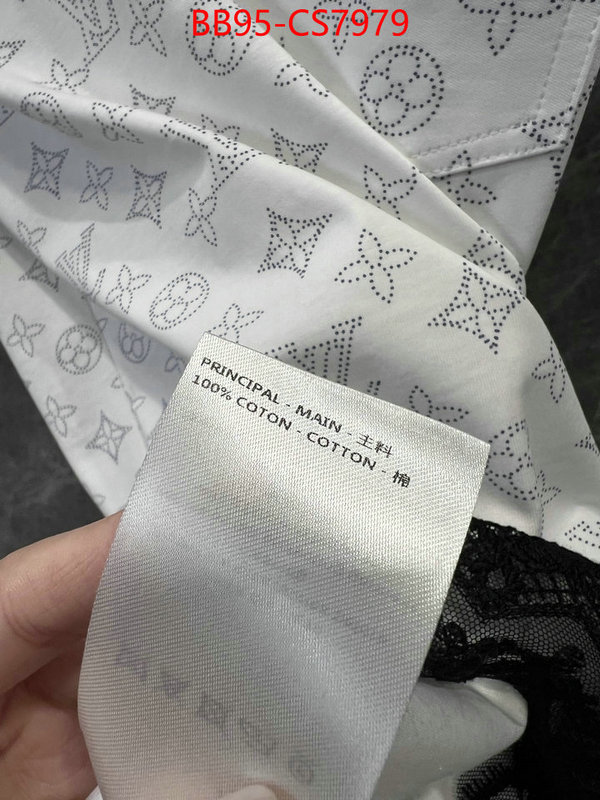 BB95-CS7979
PRINCIPAL - MAIN - 主料
100% COTON - COTTON - 棉